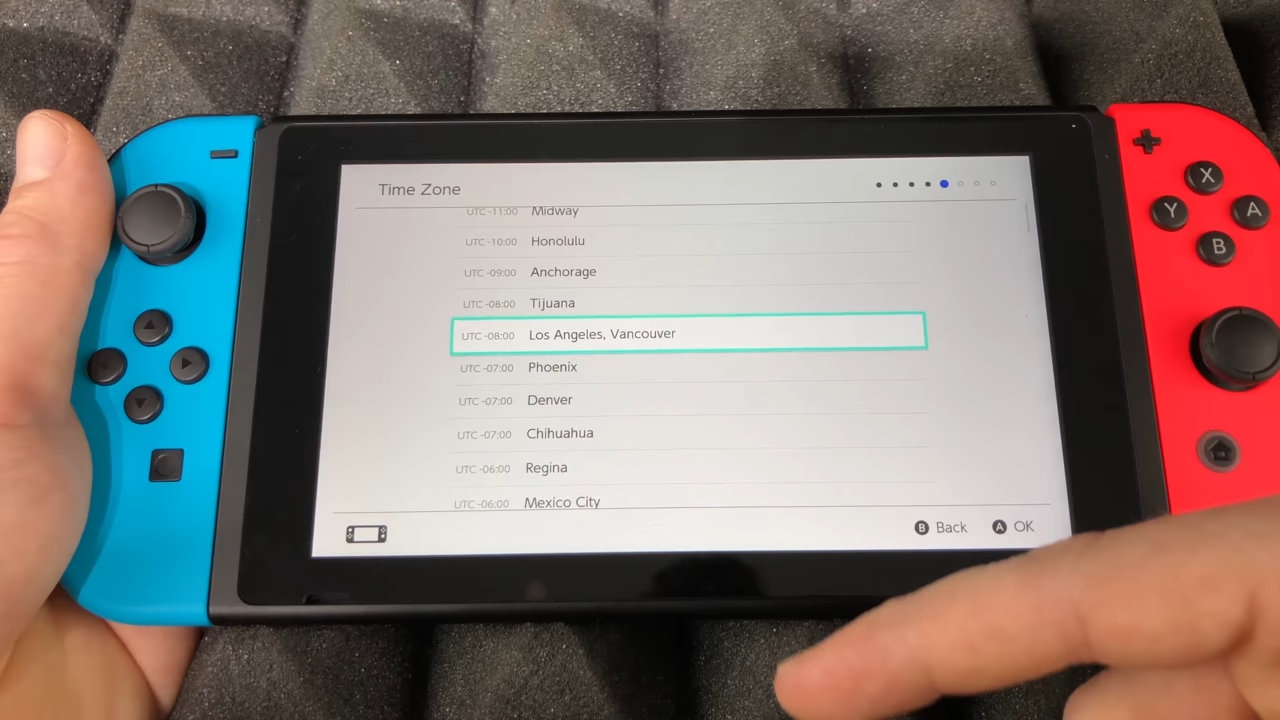 Time Zone
UTC -11:00 Midway
UTC -10:00 Honolulu
UTC -09:00 Anchorage
UTC -08:00 Tijuana
UTC -08:00 Los Angeles, Vancouver
UTC -07:00 Phoenix
UTC -07:00 Denver
UTC -07:00 Chihuahua
UTC -06:00 Regina
UTC -06:00 Mexico City
B Back A OK
X
Y A
B